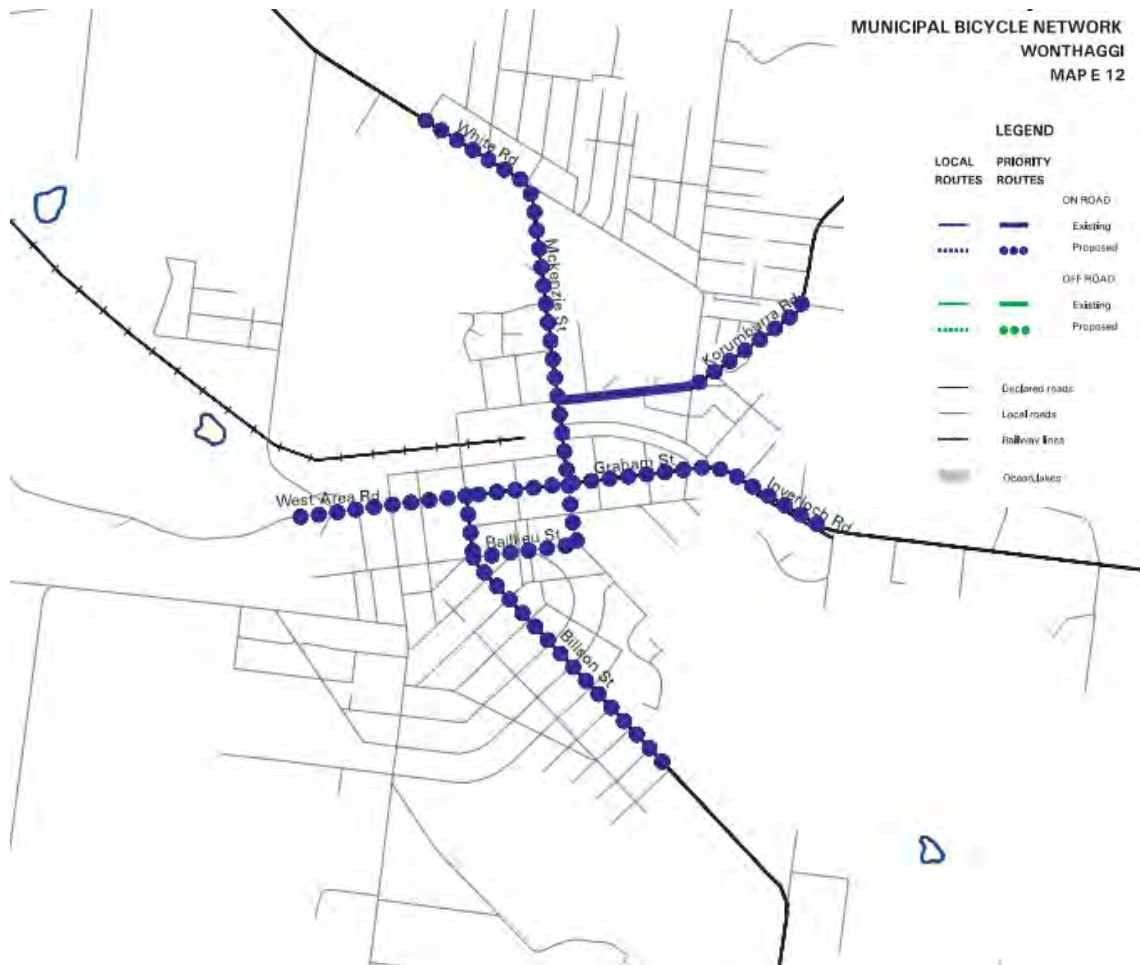 MUNICIPAL BICYCLE NETWORK
WONTHAGGI
MAP E 12
LEGEND
LOCAL PRIORITY
ROUTES ROUTES
ON ROAD
Existing
Proposed
OFF ROAD
Existing
Proposed
Declared roads
Local roads
Railway lines
Ocean/lakes
White Rd
Mckenzie St
Korumbarra Rd
Graham St
West Area Rd
Inverloch Rd
Baillieu St
Billson St